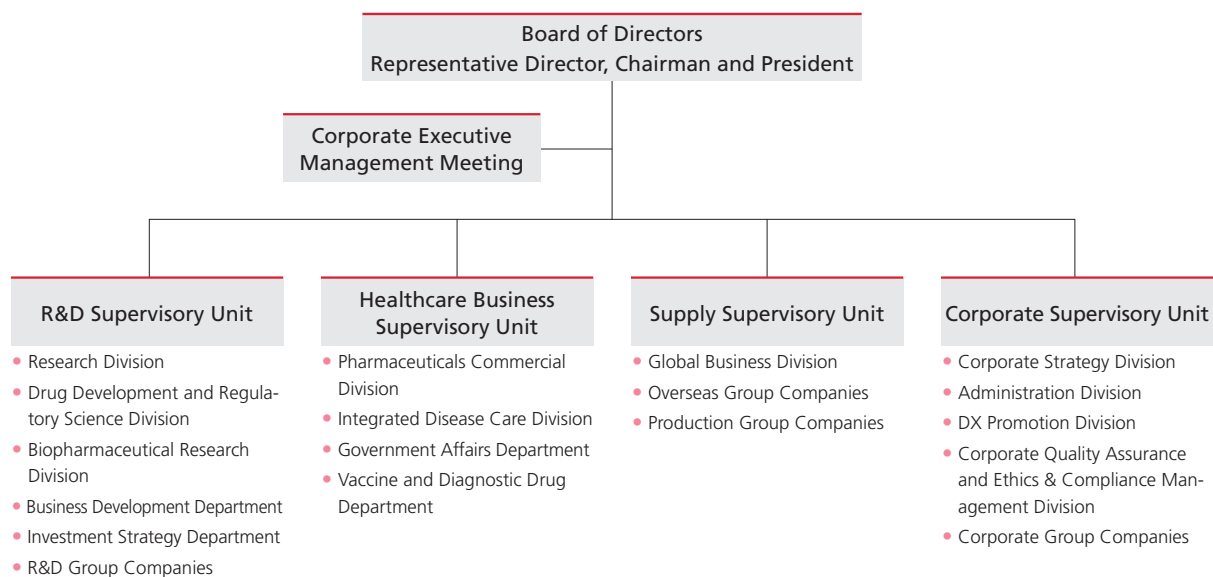 Board of Directors
Representative Director, Chairman and President
Corporate Executive
Management Meeting
R&D Supervisory Unit
• Research Division
• Drug Development and Regula-
tory Science Division
• Biopharmaceutical Research
Division
• Business Development Department
• Investment Strategy Department
• R&D Group Companies
Healthcare Business
Supervisory Unit
• Pharmaceuticals Commercial
Division
• Integrated Disease Care Division
• Government Affairs Department
• Vaccine and Diagnostic Drug
Department
Supply Supervisory Unit
• Global Business Division
• Overseas Group Companies
• Production Group Companies
Corporate Supervisory Unit
• Corporate Strategy Division
• Administration Division
• DX Promotion Division
• Corporate Quality Assurance
and Ethics & Compliance Man-
agement Division
• Corporate Group Companies